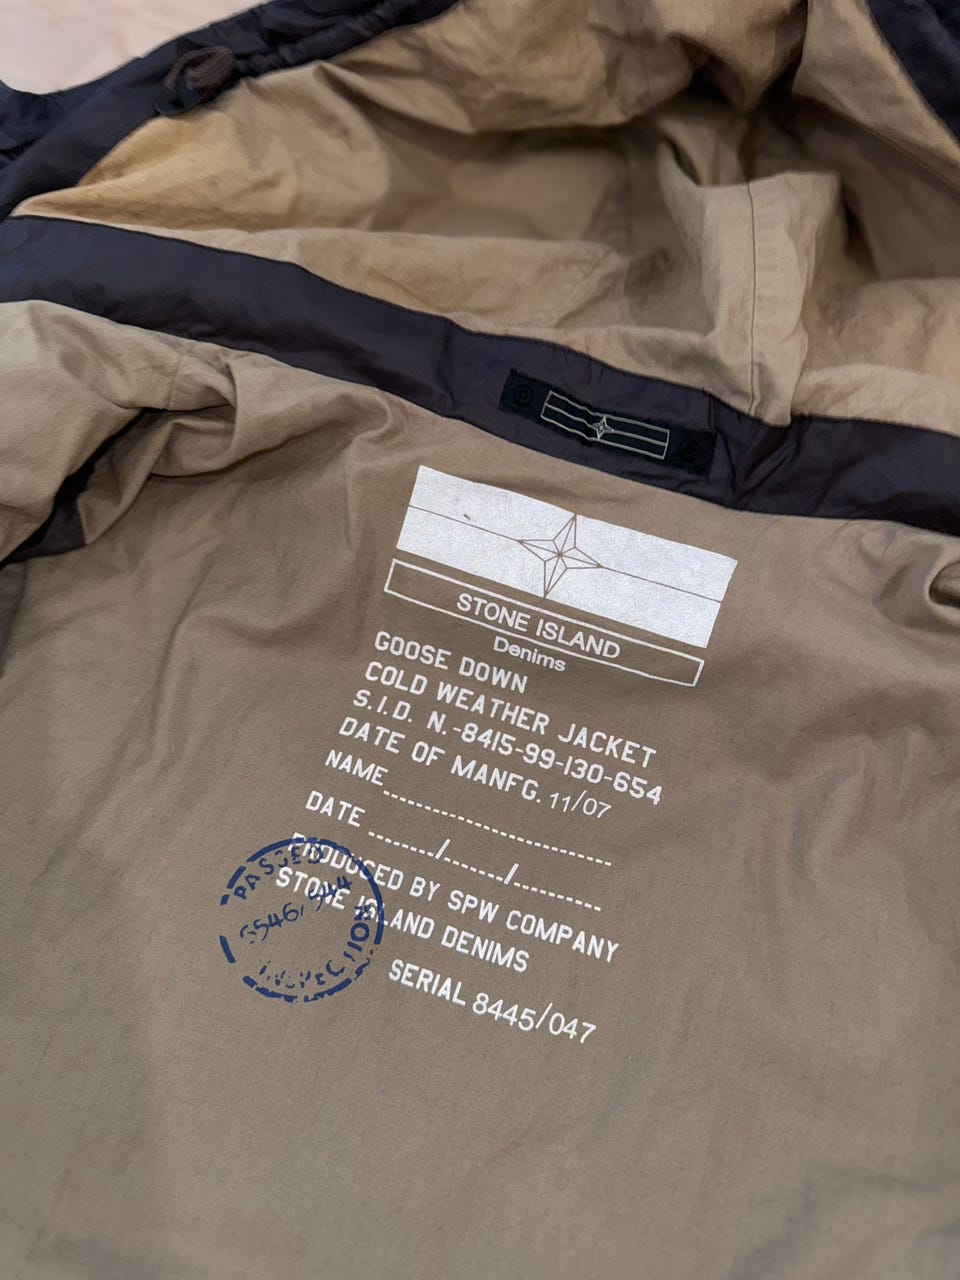 STONE ISLAND
Denims
GOOSE DOWN
COLD WEATHER JACKET
S.I.D. N.-8415-99-130-654
DATE OF MANFG. 11/07
NAME
DATE ......./......./..........
PRODUCED BY SPW COMPANY
STONE ISLAND DENIMS
SERIAL 8445/047
PASSED
INSPECTION